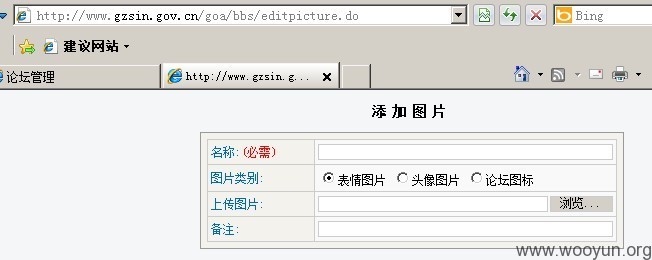 http://www.gzsin.gov.cn/goa/bbs/editpicture.do
Bing
建议网站
论坛管理
http://www.gzsin.g...
添加图片
名称:(必需)
图片类别: 表情图片 头像图片 论坛图标
上传图片: 浏览...
备注:
www.wooyun.org